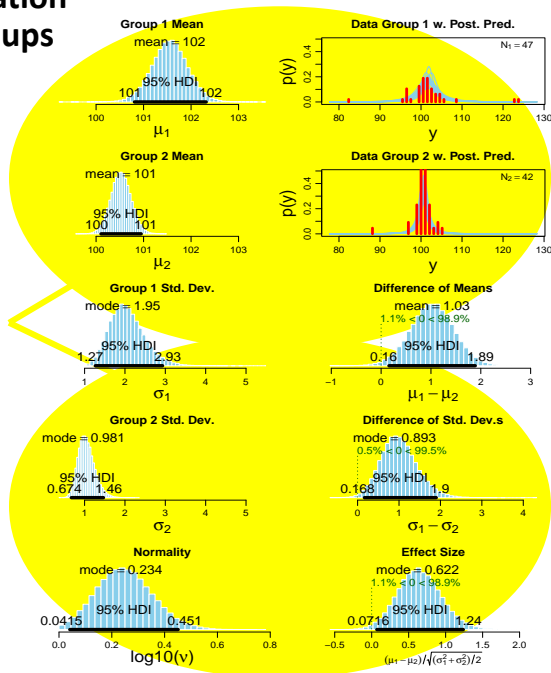 ation
ups
Group 1 Mean
mean = 102
95% HDI
101 102
100 101 102 103
μ1
Data Group 1 w. Post. Pred.
N1 = 47
p(y)
0.0 0.2 0.4
80 90 100 110 120 130
y
Group 2 Mean
mean = 101
95% HDI
100 101
100 101 102 103
μ2
Data Group 2 w. Post. Pred.
N2 = 42
p(y)
0.0 0.2 0.4
80 90 100 110 120 130
y
Group 1 Std. Dev.
mode = 1.95
95% HDI
1.27 2.93
1 2 3 4 5
σ1
Difference of Means
mean = 1.03
1.1% < 0 < 98.9%
95% HDI
0.16 1.89
−1 0 1 2 3
μ1 − μ2
Group 2 Std. Dev.
mode = 0.981
95% HDI
0.674 1.46
1 2 3 4 5
σ2
Difference of Std. Dev.s
mode = 0.893
0.5% < 0 < 99.5%
95% HDI
0.168 1.9
0 1 2 3 4
σ1 − σ2
Normality
mode = 0.234
95% HDI
0.0415 0.451
0.0 0.2 0.4 0.6 0.8
log10(ν)
Effect Size
mode = 0.622
1.1% < 0 < 98.9%
95% HDI
0.0716 1.24
−0.5 0.0 0.5 1.0 1.5 2.0
(μ1 − μ2)/√(σ1² + σ2²)/2